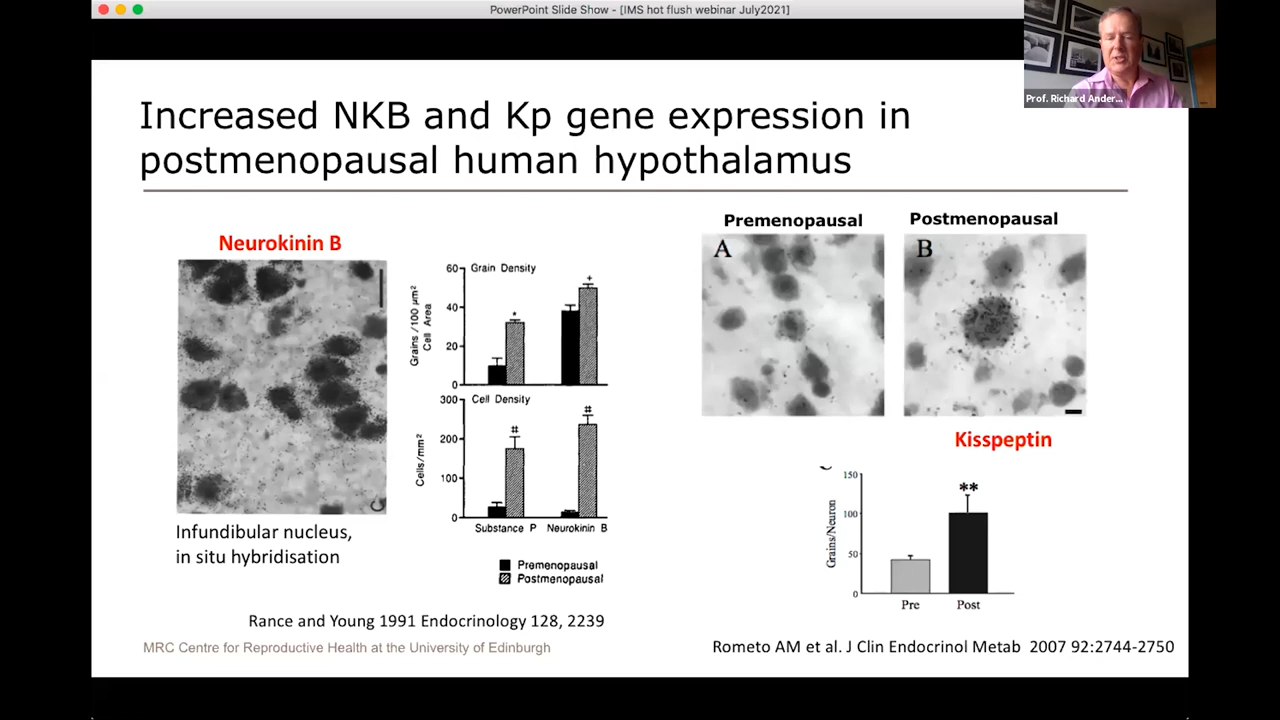 PowerPoint Slide Show - [IMS hot flush webinar July2021]
Prof. Richard Ander...
Increased NKB and Kp gene expression in
postmenopausal human hypothalamus
Neurokinin B
C
Infundibular nucleus,
in situ hybridisation
Grain Density
Grains/100 µm²
Cell Area
60
40
20
0
*
+
Cell Density
Cells/mm²
300
200
100
0
#
#
Substance P Neurokinin B
Premenopausal
Postmenopausal
Rance and Young 1991 Endocrinology 128, 2239
MRC Centre for Reproductive Health at the University of Edinburgh
Premenopausal
Postmenopausal
A
B
Kisspeptin
Grains/Neuron
150
100
50
0
**
Pre Post
Rometo AM et al. J Clin Endocrinol Metab 2007 92:2744-2750